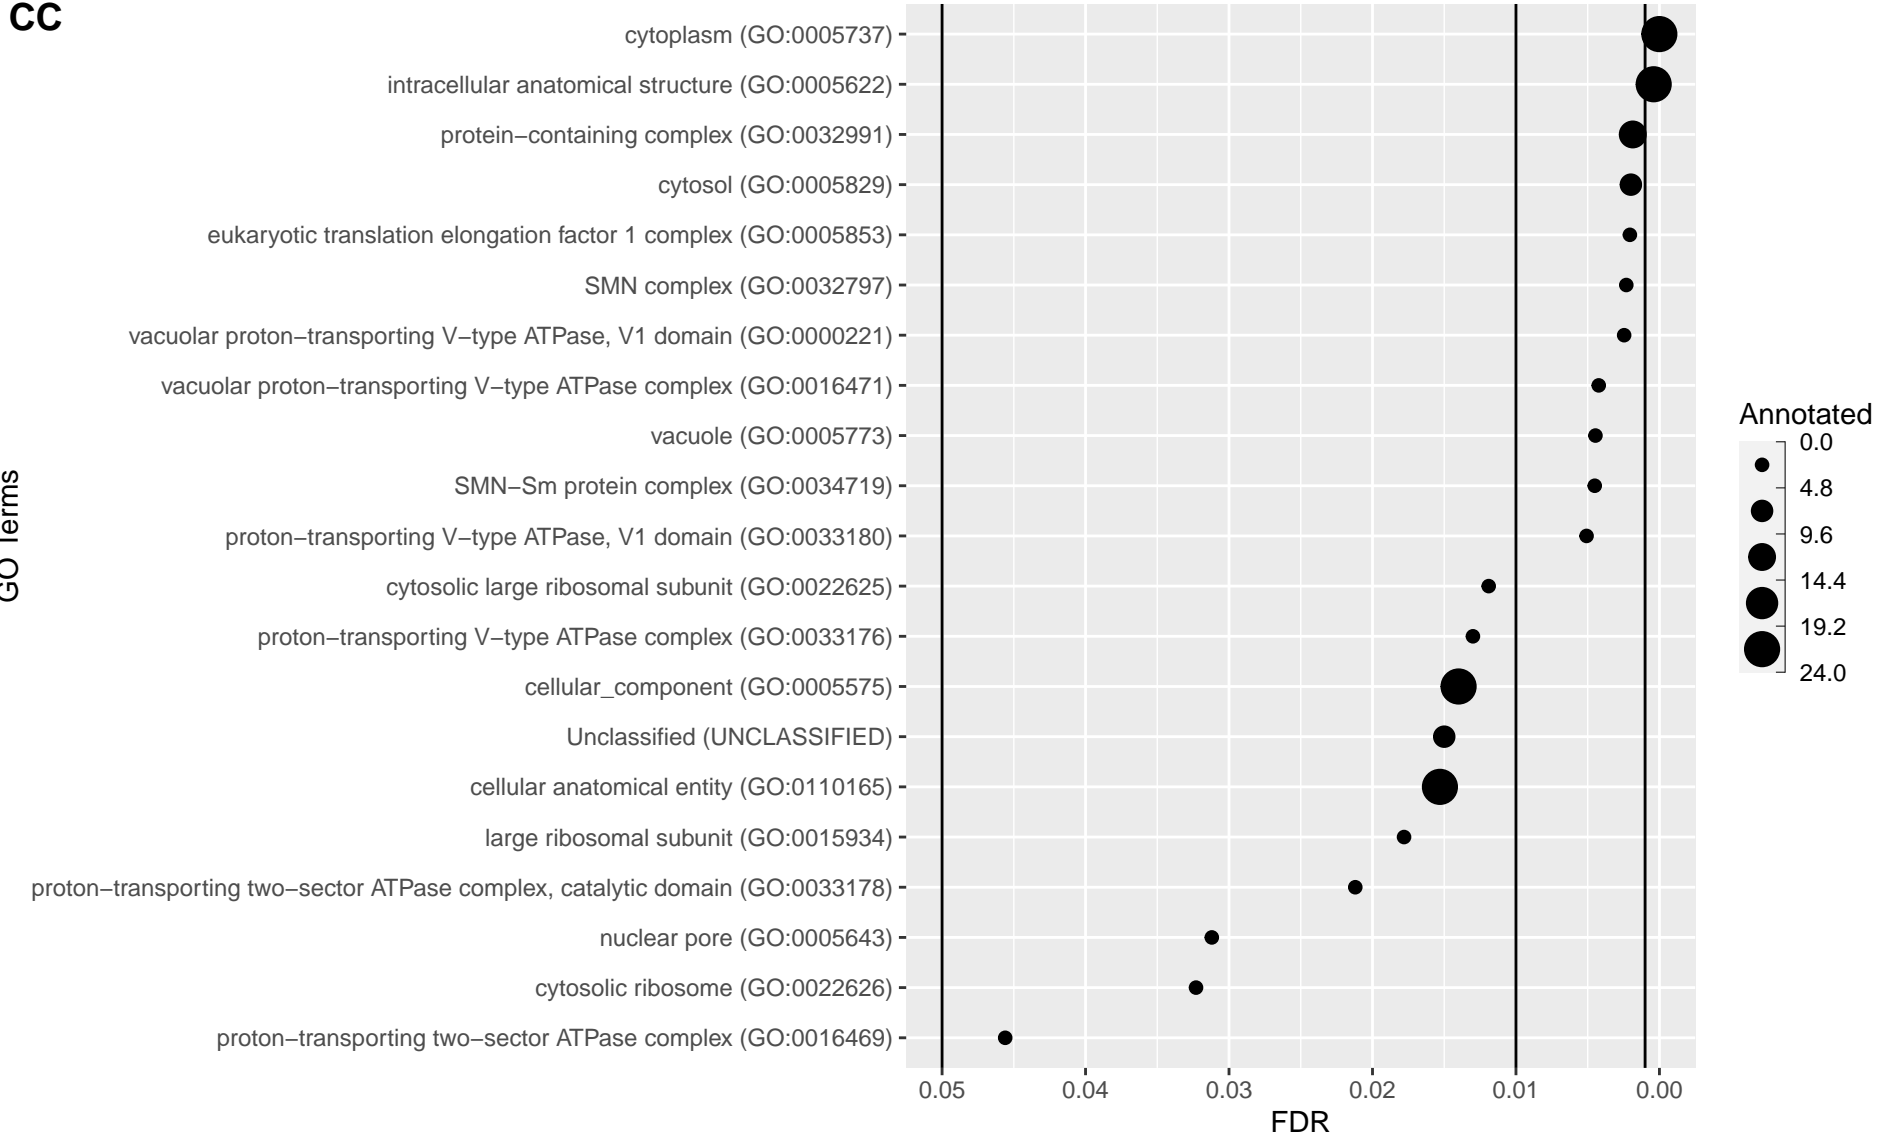 CC
cytoplasm (GO:0005737)
intracellular anatomical structure (GO:0005622)
protein−containing complex (GO:0032991)
cytosol (GO:0005829)
eukaryotic translation elongation factor 1 complex (GO:0005853)
SMN complex (GO:0032797)
vacuolar proton−transporting V−type ATPase, V1 domain (GO:0000221)
vacuolar proton−transporting V−type ATPase complex (GO:0016471)
vacuole (GO:0005773)
SMN−Sm protein complex (GO:0034719)
proton−transporting V−type ATPase, V1 domain (GO:0033180)
cytosolic large ribosomal subunit (GO:0022625)
proton−transporting V−type ATPase complex (GO:0033176)
cellular_component (GO:0005575)
Unclassified (UNCLASSIFIED)
cellular anatomical entity (GO:0110165)
large ribosomal subunit (GO:0015934)
proton−transporting two−sector ATPase complex, catalytic domain (GO:0033178)
nuclear pore (GO:0005643)
cytosolic ribosome (GO:0022626)
proton−transporting two−sector ATPase complex (GO:0016469)
GO Terms
0.05 0.04 0.03 0.02 0.01 0.00
FDR
Annotated
0.0
4.8
9.6
14.4
19.2
24.0